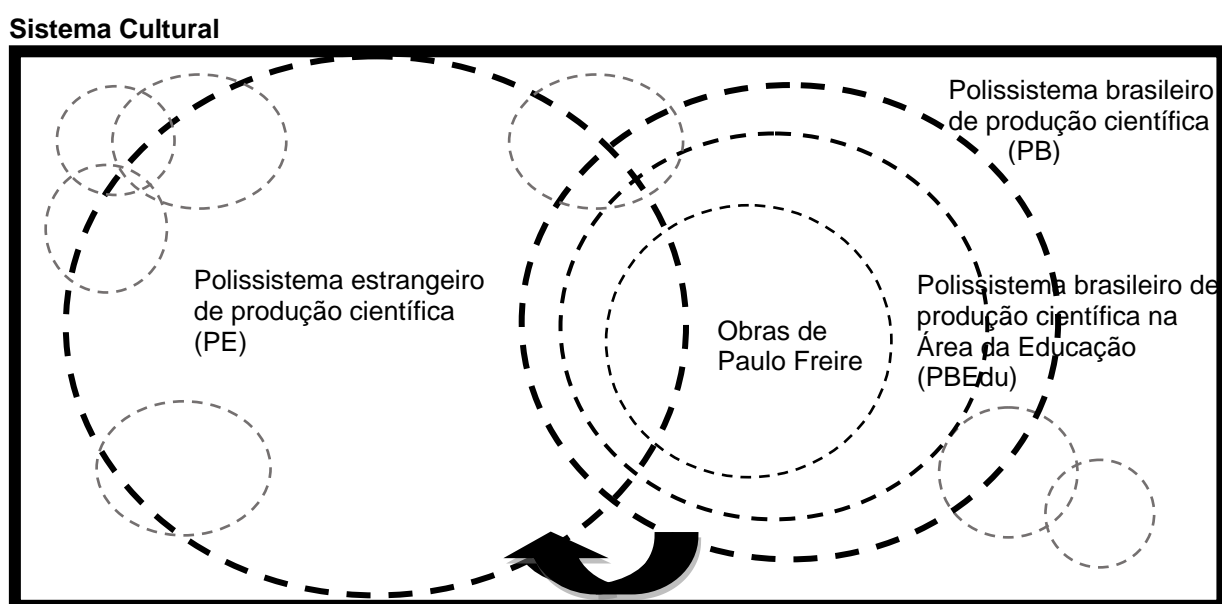 Sistema Cultural
Polissistema brasileiro
de produção científica
(PB)
Polissistema estrangeiro
de produção científica
(PE)
Obras de
Paulo Freire
Polissistema brasileiro de
produção científica na
Área da Educação
(PBEdu)